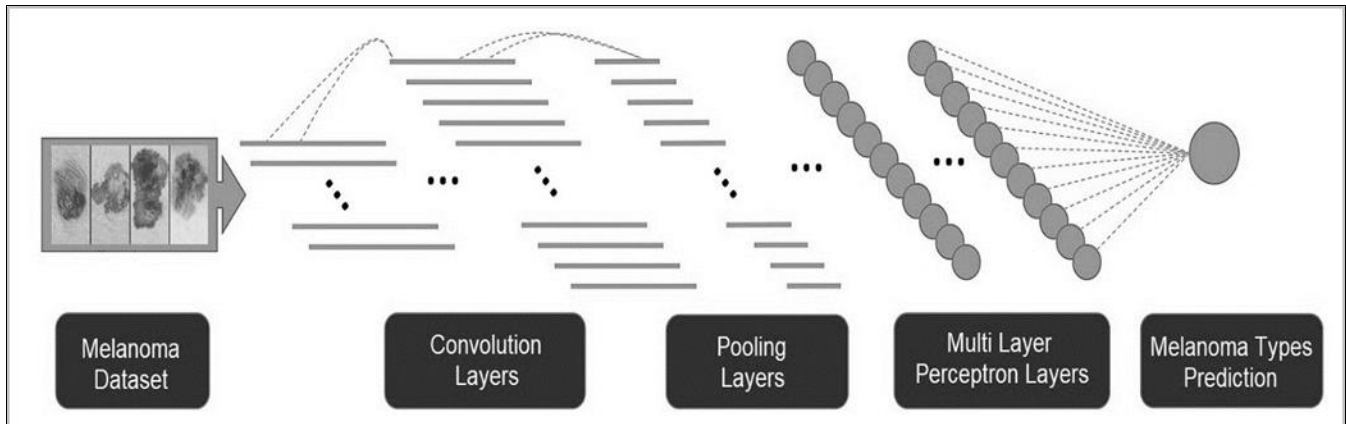 Melanoma
Dataset
Convolution
Layers
Pooling
Layers
Multi Layer
Perceptron Layers
Melanoma Types
Prediction